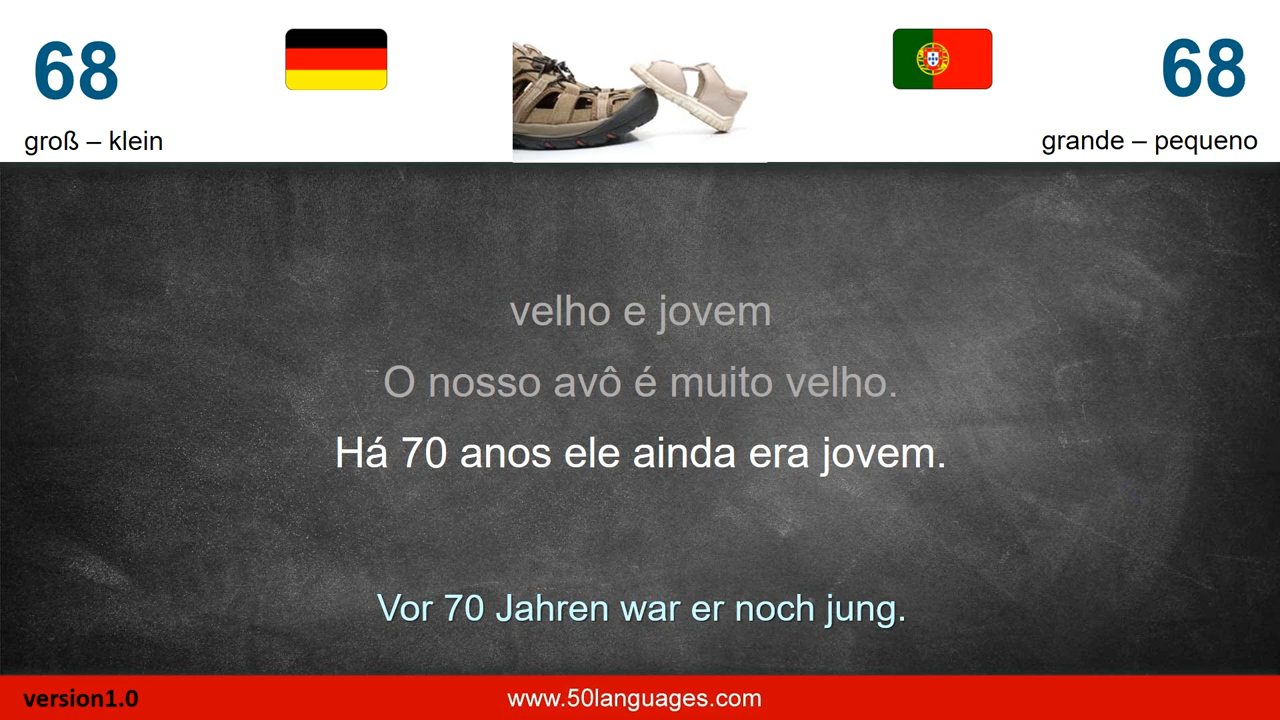 68
68
groß – klein
grande – pequeno
velho e jovem
O nosso avô é muito velho.
Há 70 anos ele ainda era jovem.
Vor 70 Jahren war er noch jung.
version1.0
www.50languages.com